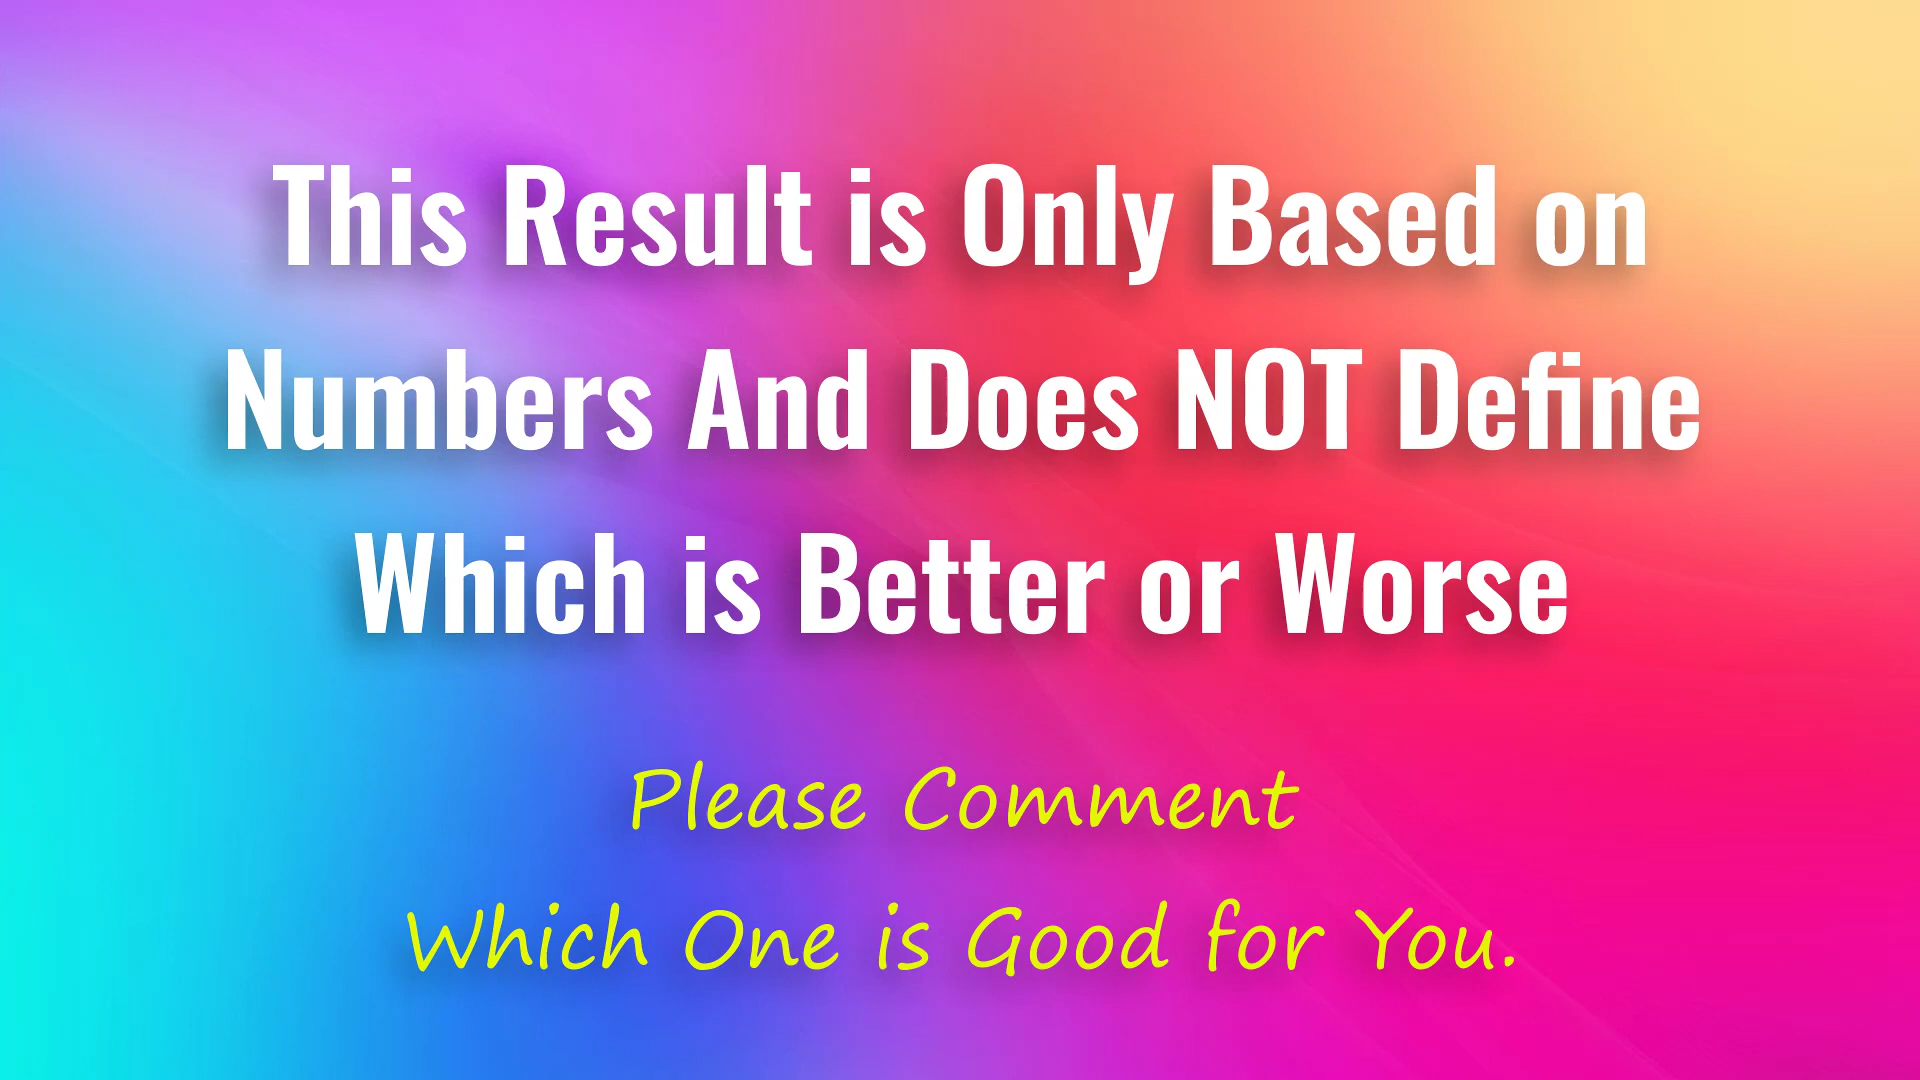 This Result is Only Based on
Numbers And Does NOT Define
Which is Better or Worse
Please Comment
Which One is Good for You.